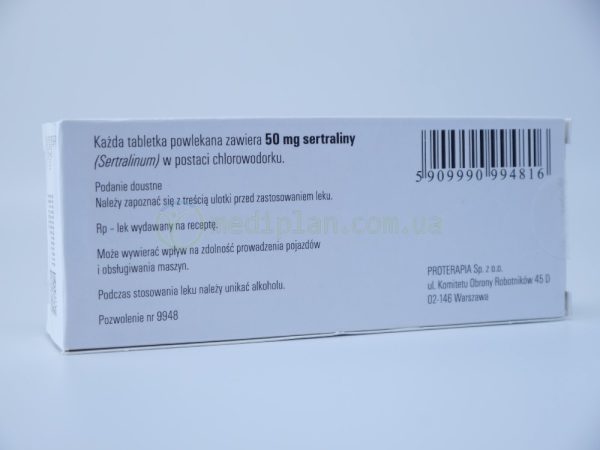 Każda tabletka powlekana zawiera 50 mg sertraliny
(Sertralinum) w postaci chlorowodorku.
Podanie doustne
Należy zapoznać się z treścią ulotki przed zastosowaniem leku.
Rp – lek wydawany na receptę.
Może wywierać wpływ na zdolność prowadzenia pojazdów
i obsługiwania maszyn.
Podczas stosowania leku należy unikać alkoholu.
Pozwolenie nr 9948
5 909990 994816
PROTERAPIA Sp. z o.o.
ul. Komitetu Obrony Robotników 45 D
02-146 Warszawa
mediplan.com.ua